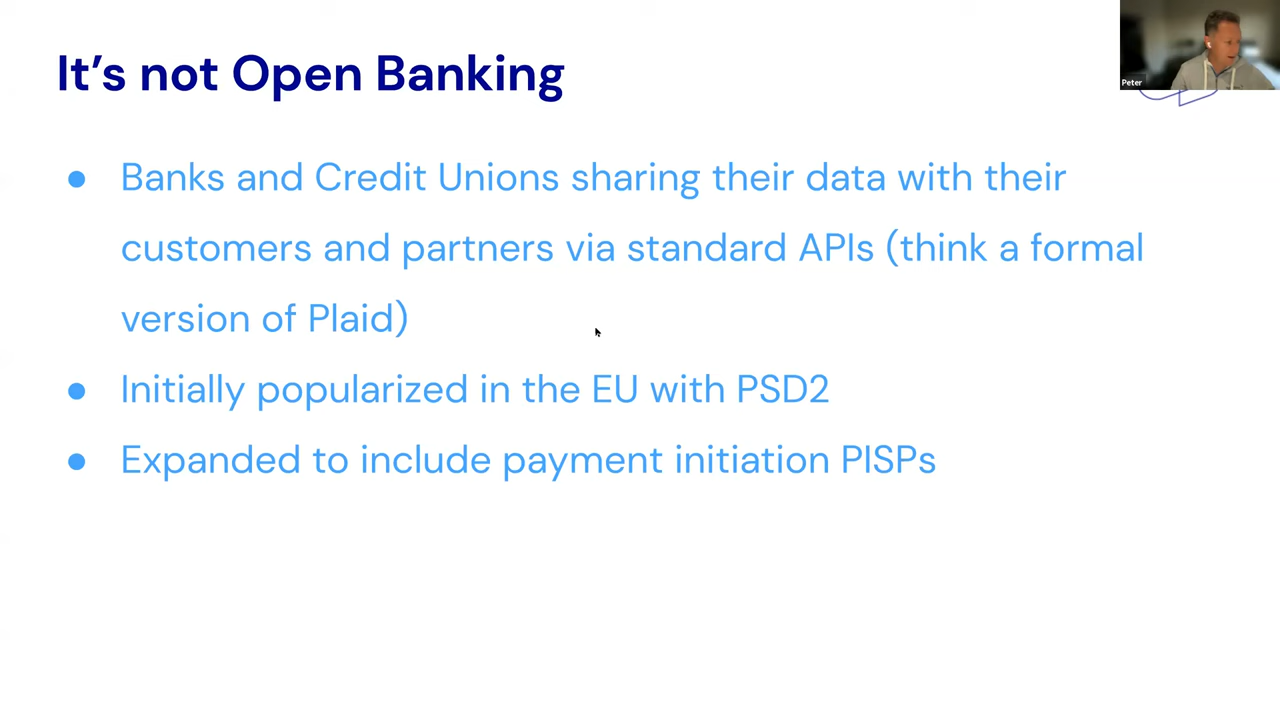 It’s not Open Banking
Peter
● Banks and Credit Unions sharing their data with their
customers and partners via standard APIs (think a formal
version of Plaid)
● Initially popularized in the EU with PSD2
● Expanded to include payment initiation PISPs